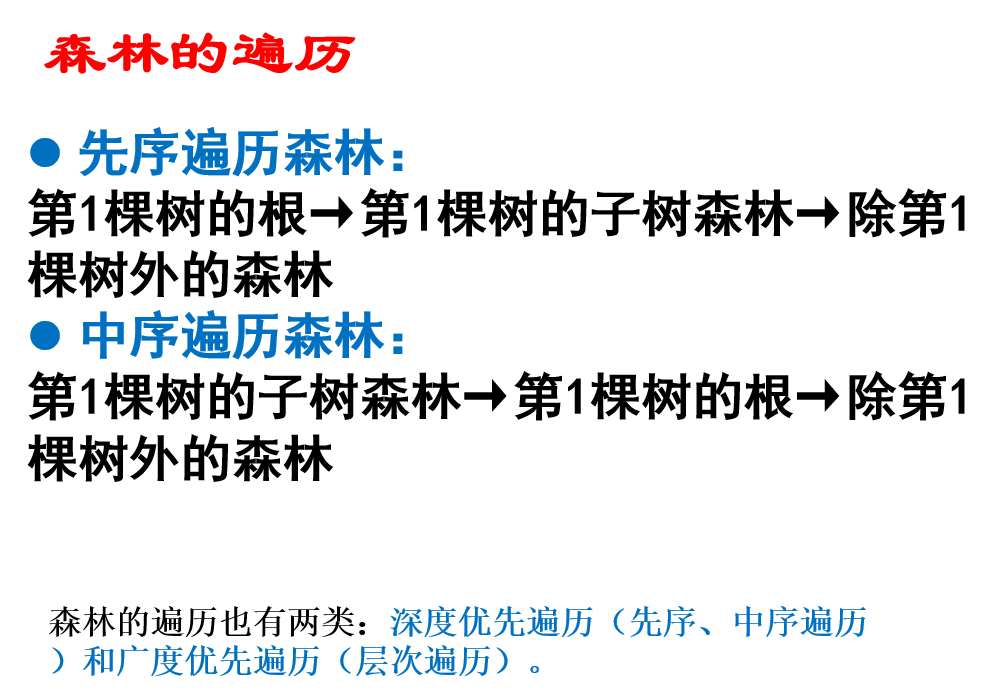 森林的遍历
● 先序遍历森林：
第1棵树的根→第1棵树的子树森林→除第1
棵树外的森林
● 中序遍历森林：
第1棵树的子树森林→第1棵树的根→除第1
棵树外的森林
森林的遍历也有两类：深度优先遍历（先序、中序遍历
）和广度优先遍历（层次遍历）。